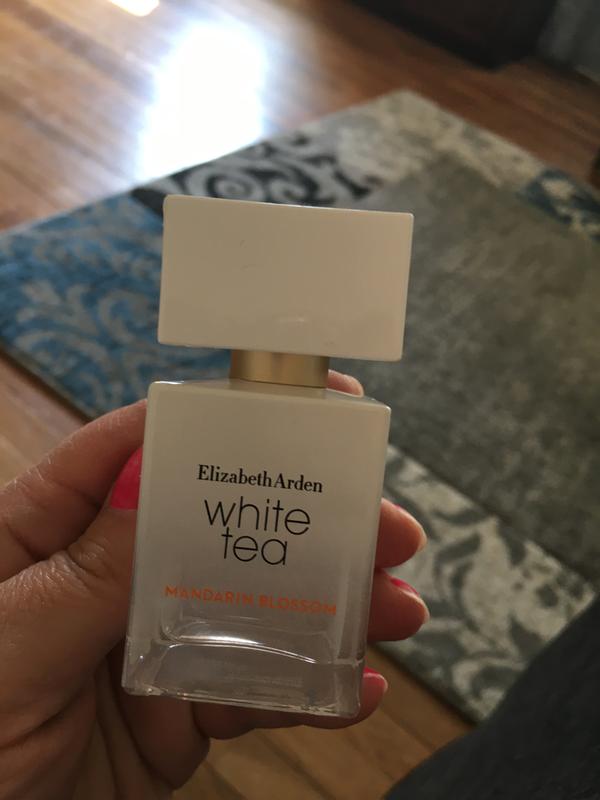 Elizabeth Arden
white
tea
MANDARIN BLOSSOM